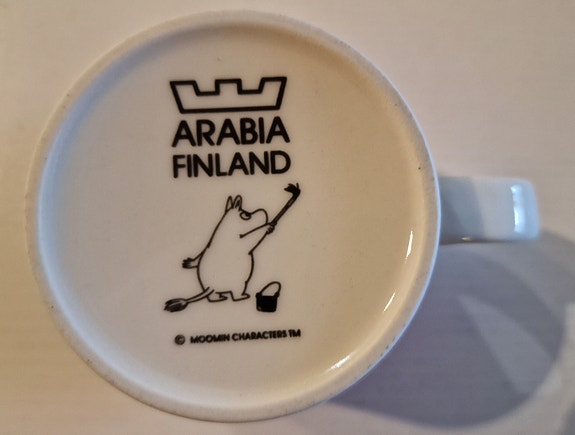 ARABIA
FINLAND
© MOOMIN CHARACTERS TM